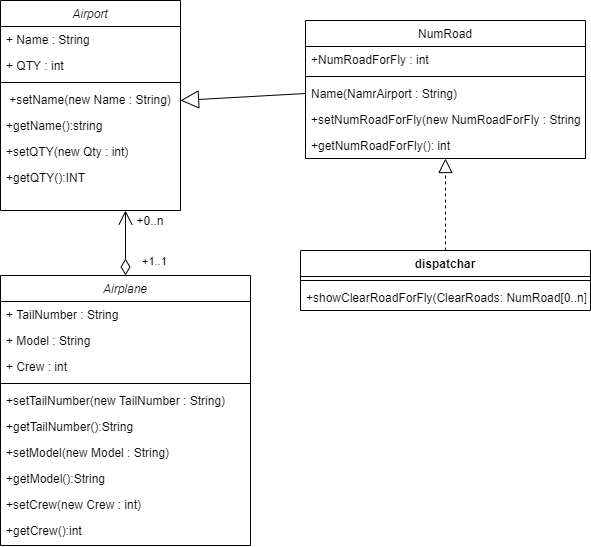 Airport
+ Name : String
+ QTY : int
+setName(new Name : String)
+getName():string
+setQTY(new Qty : int)
+getQTY():INT
NumRoad
+NumRoadForFly : int
Name(NamrAirport : String)
+setNumRoadForFly(new NumRoadForFly : String
+getNumRoadForFly(): int
+0..n
+1..1
dispatchar
+showClearRoadForFly(ClearRoads: NumRoad[0..n]
Airplane
+ TailNumber : String
+ Model : String
+ Crew : int
+setTailNumber(new TailNumber : String)
+getTailNumber():String
+setModel(new Model : String)
+getModel():String
+setCrew(new Crew : int)
+getCrew():int